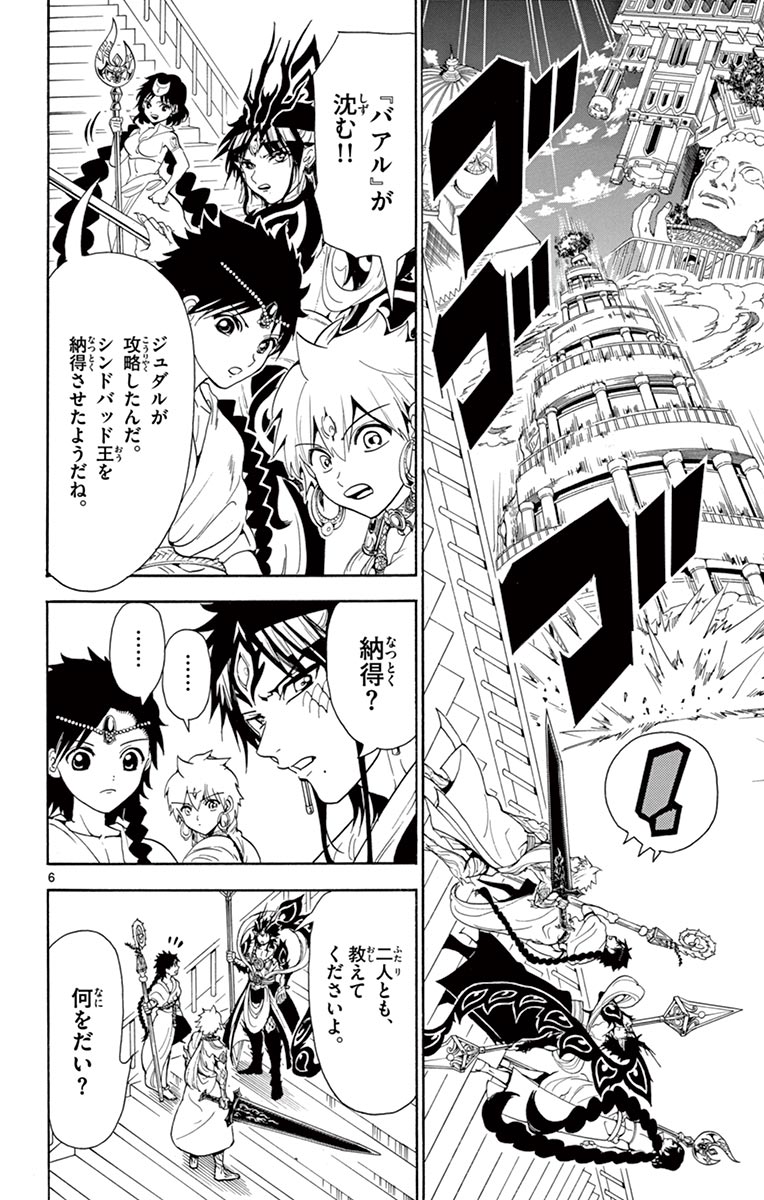 ゴゴゴゴ
!
『バアル』が
沈む!!
ジュダルが
攻略したんだ。
シンドバッド王を
納得させたようだね。
納得?
……
……
二人とも、
教えて
くださいよ。
何をだい?
6